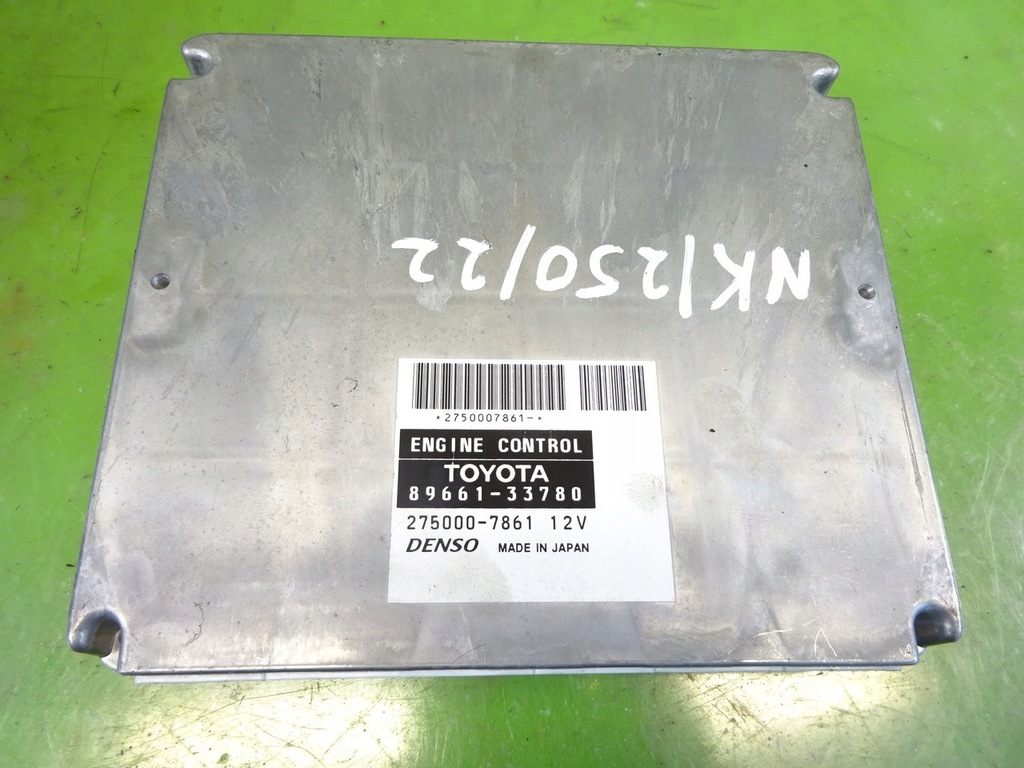 NK/250/22
*2750007861-*
ENGINE CONTROL
TOYOTA
89661-33780
275000-7861 12V
DENSO MADE IN JAPAN